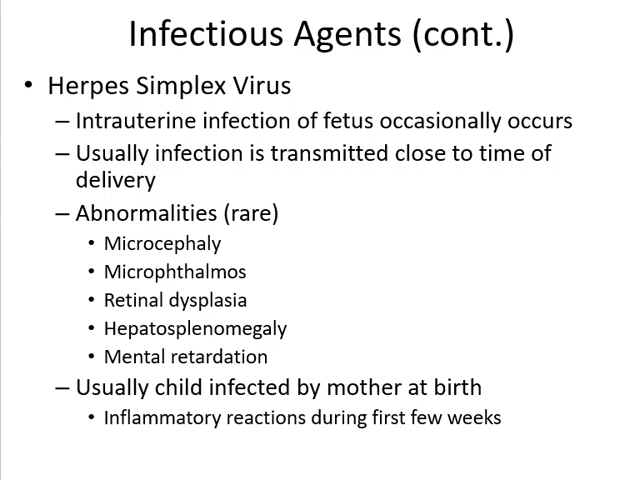 Infectious Agents (cont.)
• Herpes Simplex Virus
– Intrauterine infection of fetus occasionally occurs
– Usually infection is transmitted close to time of
delivery
– Abnormalities (rare)
• Microcephaly
• Microphthalmos
• Retinal dysplasia
• Hepatosplenomegaly
• Mental retardation
– Usually child infected by mother at birth
• Inflammatory reactions during first few weeks